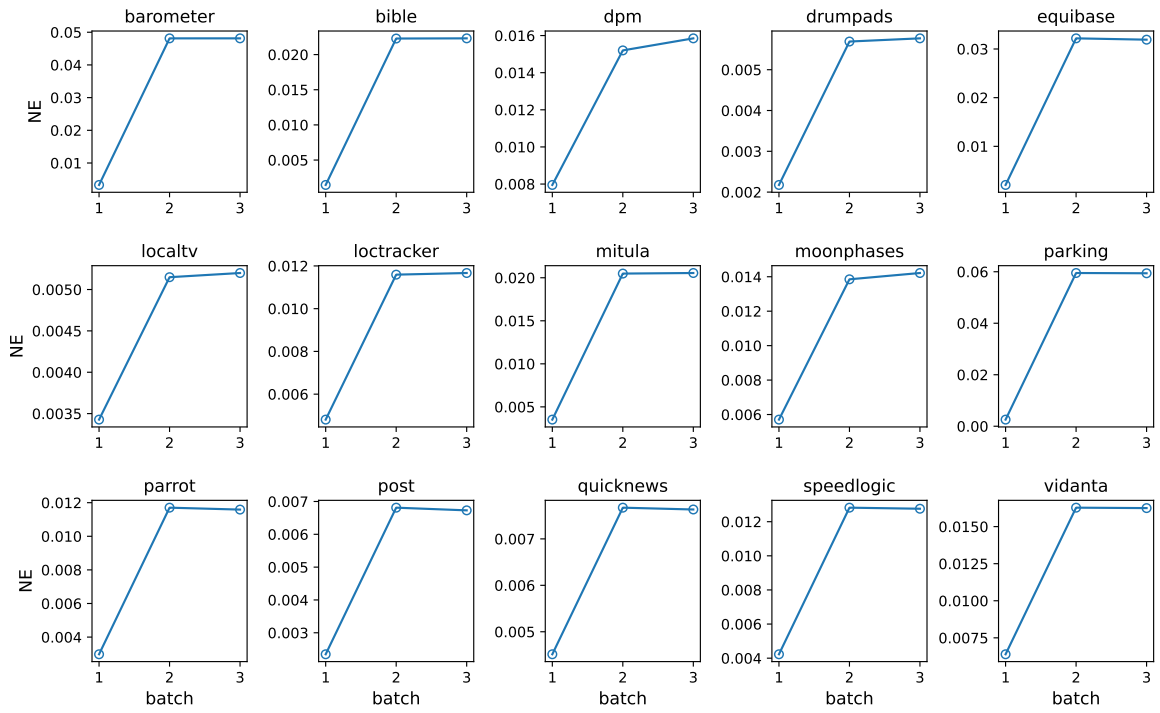 barometer bible dpm drumpads equibase
NE
0.05
0.04
0.03
0.02
0.01
1 2 3
0.020
0.015
0.010
0.005
1 2 3
0.016
0.014
0.012
0.010
0.008
1 2 3
0.005
0.004
0.003
0.002
1 2 3
0.03
0.02
0.01
1 2 3
localtv loctracker mitula moonphases parking
NE
0.0050
0.0045
0.0040
0.0035
1 2 3
0.012
0.010
0.008
0.006
1 2 3
0.020
0.015
0.010
0.005
1 2 3
0.014
0.012
0.010
0.008
0.006
1 2 3
0.06
0.04
0.02
0.00
1 2 3
parrot post quicknews speedlogic vidanta
NE
0.012
0.010
0.008
0.006
0.004
1 2 3
batch
0.007
0.006
0.005
0.004
0.003
1 2 3
batch
0.007
0.006
0.005
1 2 3
batch
0.012
0.010
0.008
0.006
0.004
1 2 3
batch
0.0150
0.0125
0.0100
0.0075
1 2 3
batch